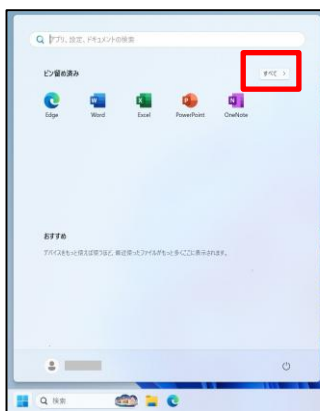 アプリ、設定、ドキュメントの検索
ピン留め済み
すべて >
Edge
Word
Excel
PowerPoint
OneNote
おすすめ
デバイスをもっと使えば使うほど、最近使ったファイルがもっと多くここに表示されます。
検索